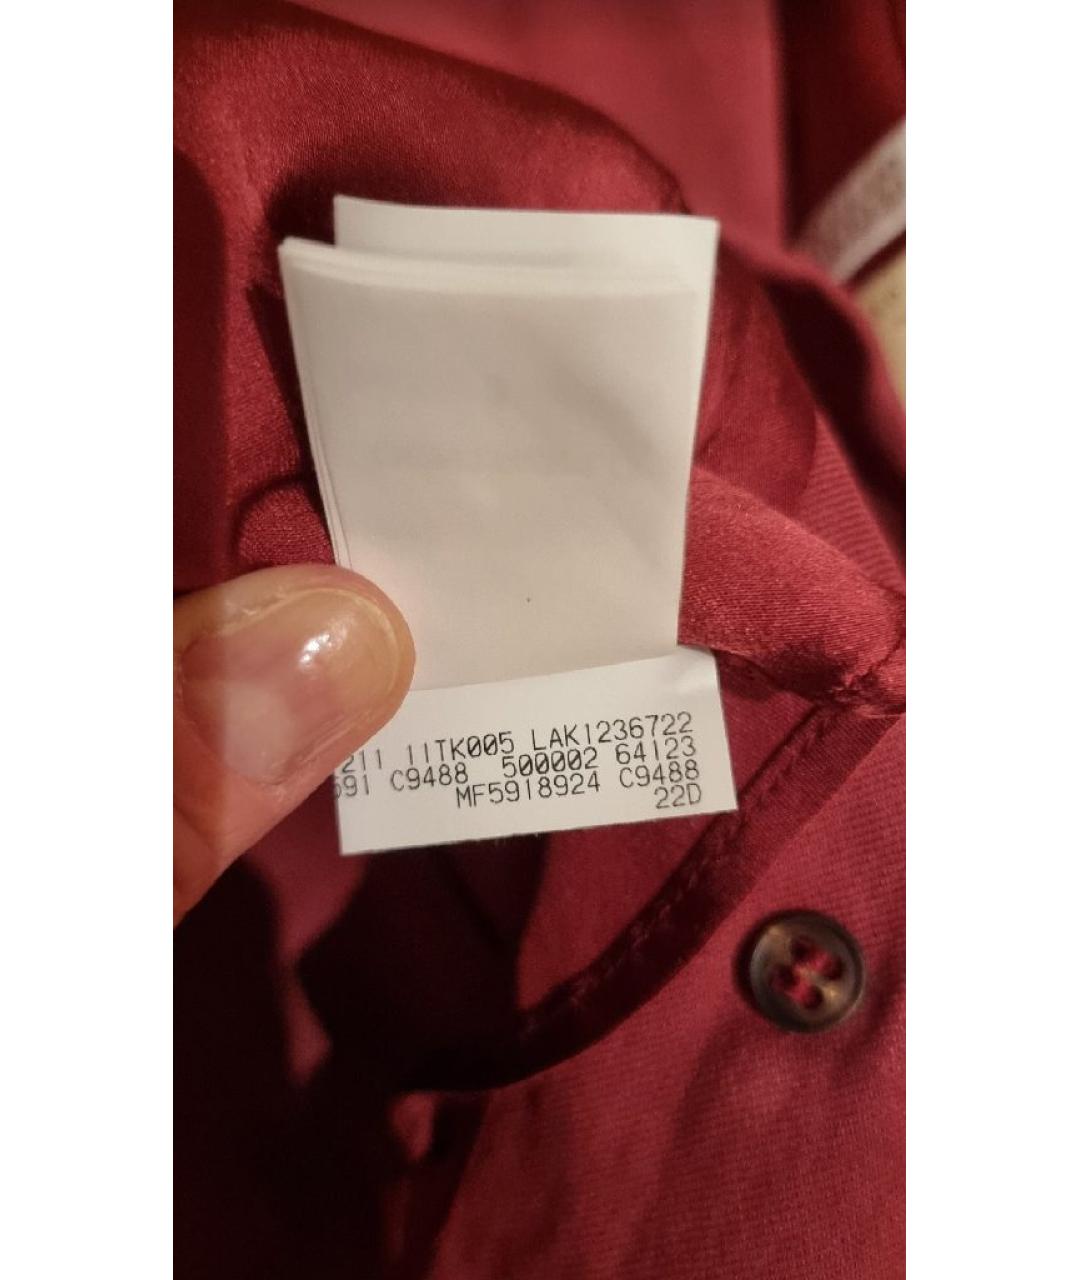 211 11TK005 LAK1236722
591 C9488 500002 64123
MF5918924 C9488
22D